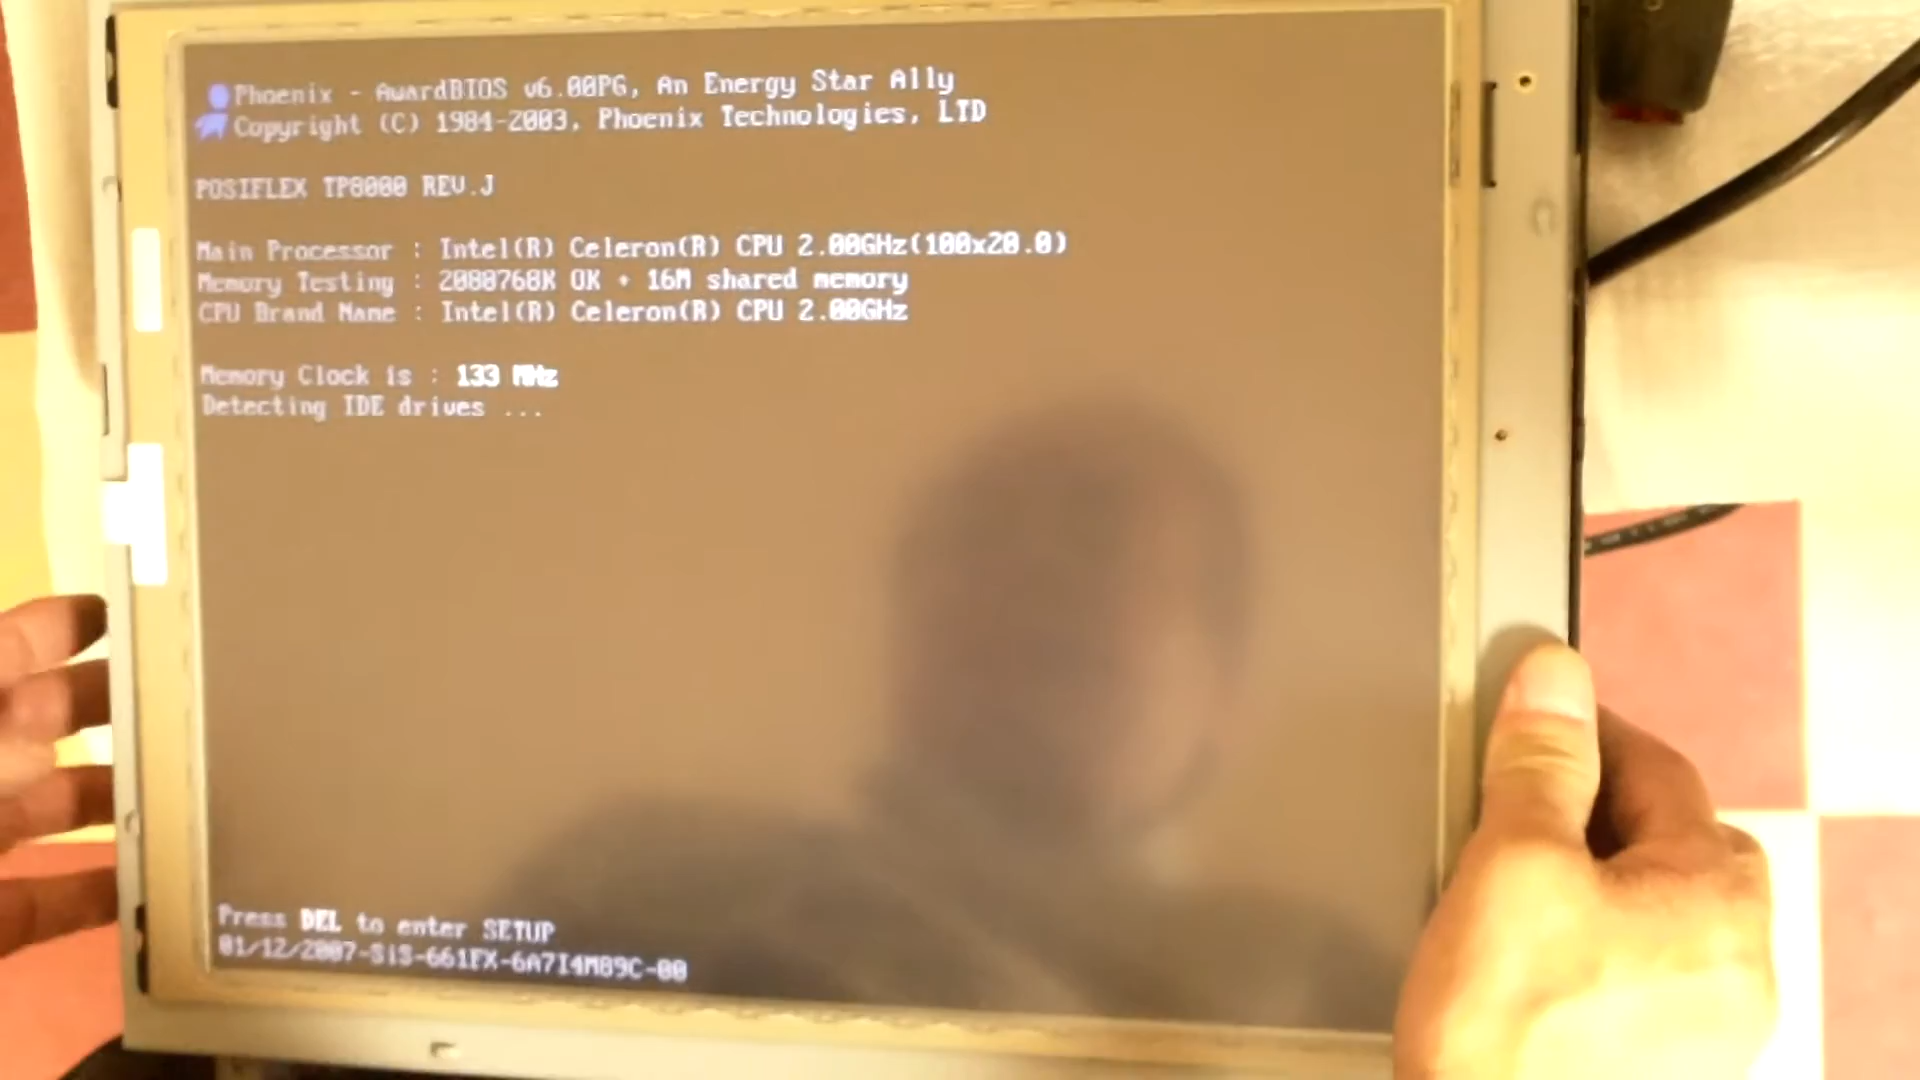 Phoenix - AwardBIOS v6.00PG, An Energy Star Ally
Copyright (C) 1984-2003, Phoenix Technologies, LTD
POSIFLEX TP8000 REV.J
Main Processor : Intel(R) Celeron(R) CPU 2.00GHz(100x20.0)
Memory Testing : 2080768K OK + 16M shared memory
CPU Brand Name : Intel(R) Celeron(R) CPU 2.00GHz
Memory Clock is : 133 MHz
Detecting IDE drives ...
Press DEL to enter SETUP
01/12/2007-SiS-661FX-6A7I4M89C-00